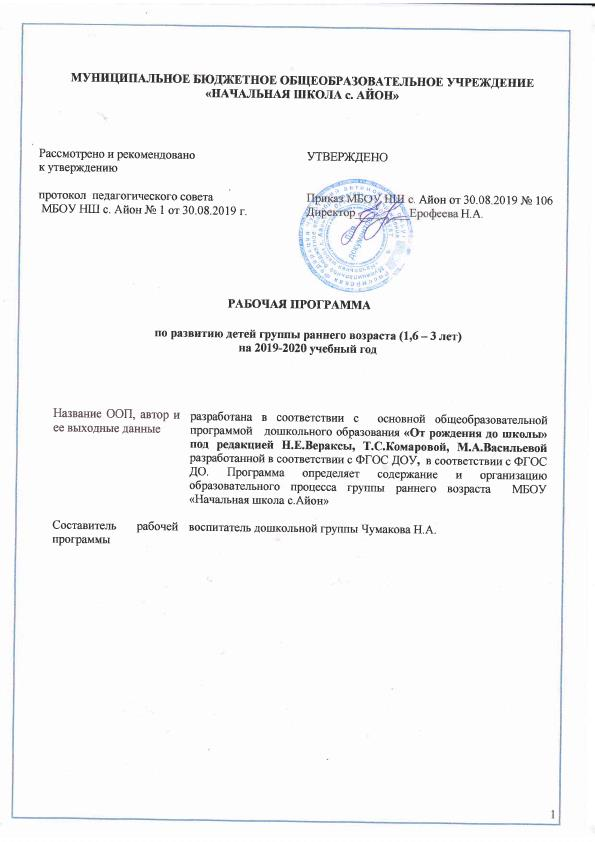 МУНИЦИПАЛЬНОЕ БЮДЖЕТНОЕ ОБЩЕОБРАЗОВАТЕЛЬНОЕ УЧРЕЖДЕНИЕ
«НАЧАЛЬНАЯ ШКОЛА с. АЙОН»
Рассмотрено и рекомендовано
к утверждению
протокол педагогического совета
МБОУ НШ с. Айон № 1 от 30.08.2019 г.
УТВЕРЖДЕНО
Приказ МБОУ НШ с. Айон от 30.08.2019 № 106
Директор Ерофеева Н.А.
Для
документов
РАБОЧАЯ ПРОГРАММА
по развитию детей группы раннего возраста (1,6 – 3 лет)
на 2019-2020 учебный год
Название ООП, автор и
ее выходные данные
разработана в соответствии с основной общеобразовательной
программой дошкольного образования «От рождения до школы»
под редакцией Н.Е.Вераксы, Т.С.Комаровой, М.А.Васильевой
разработанной в соответствии с ФГОС ДОУ, в соответствии с ФГОС
ДО. Программа определяет содержание и организацию
образовательного процесса группы раннего возраста МБОУ
«Начальная школа с.Айон»
Составитель рабочей
программы
воспитатель дошкольной группы Чумакова Н.А.
1